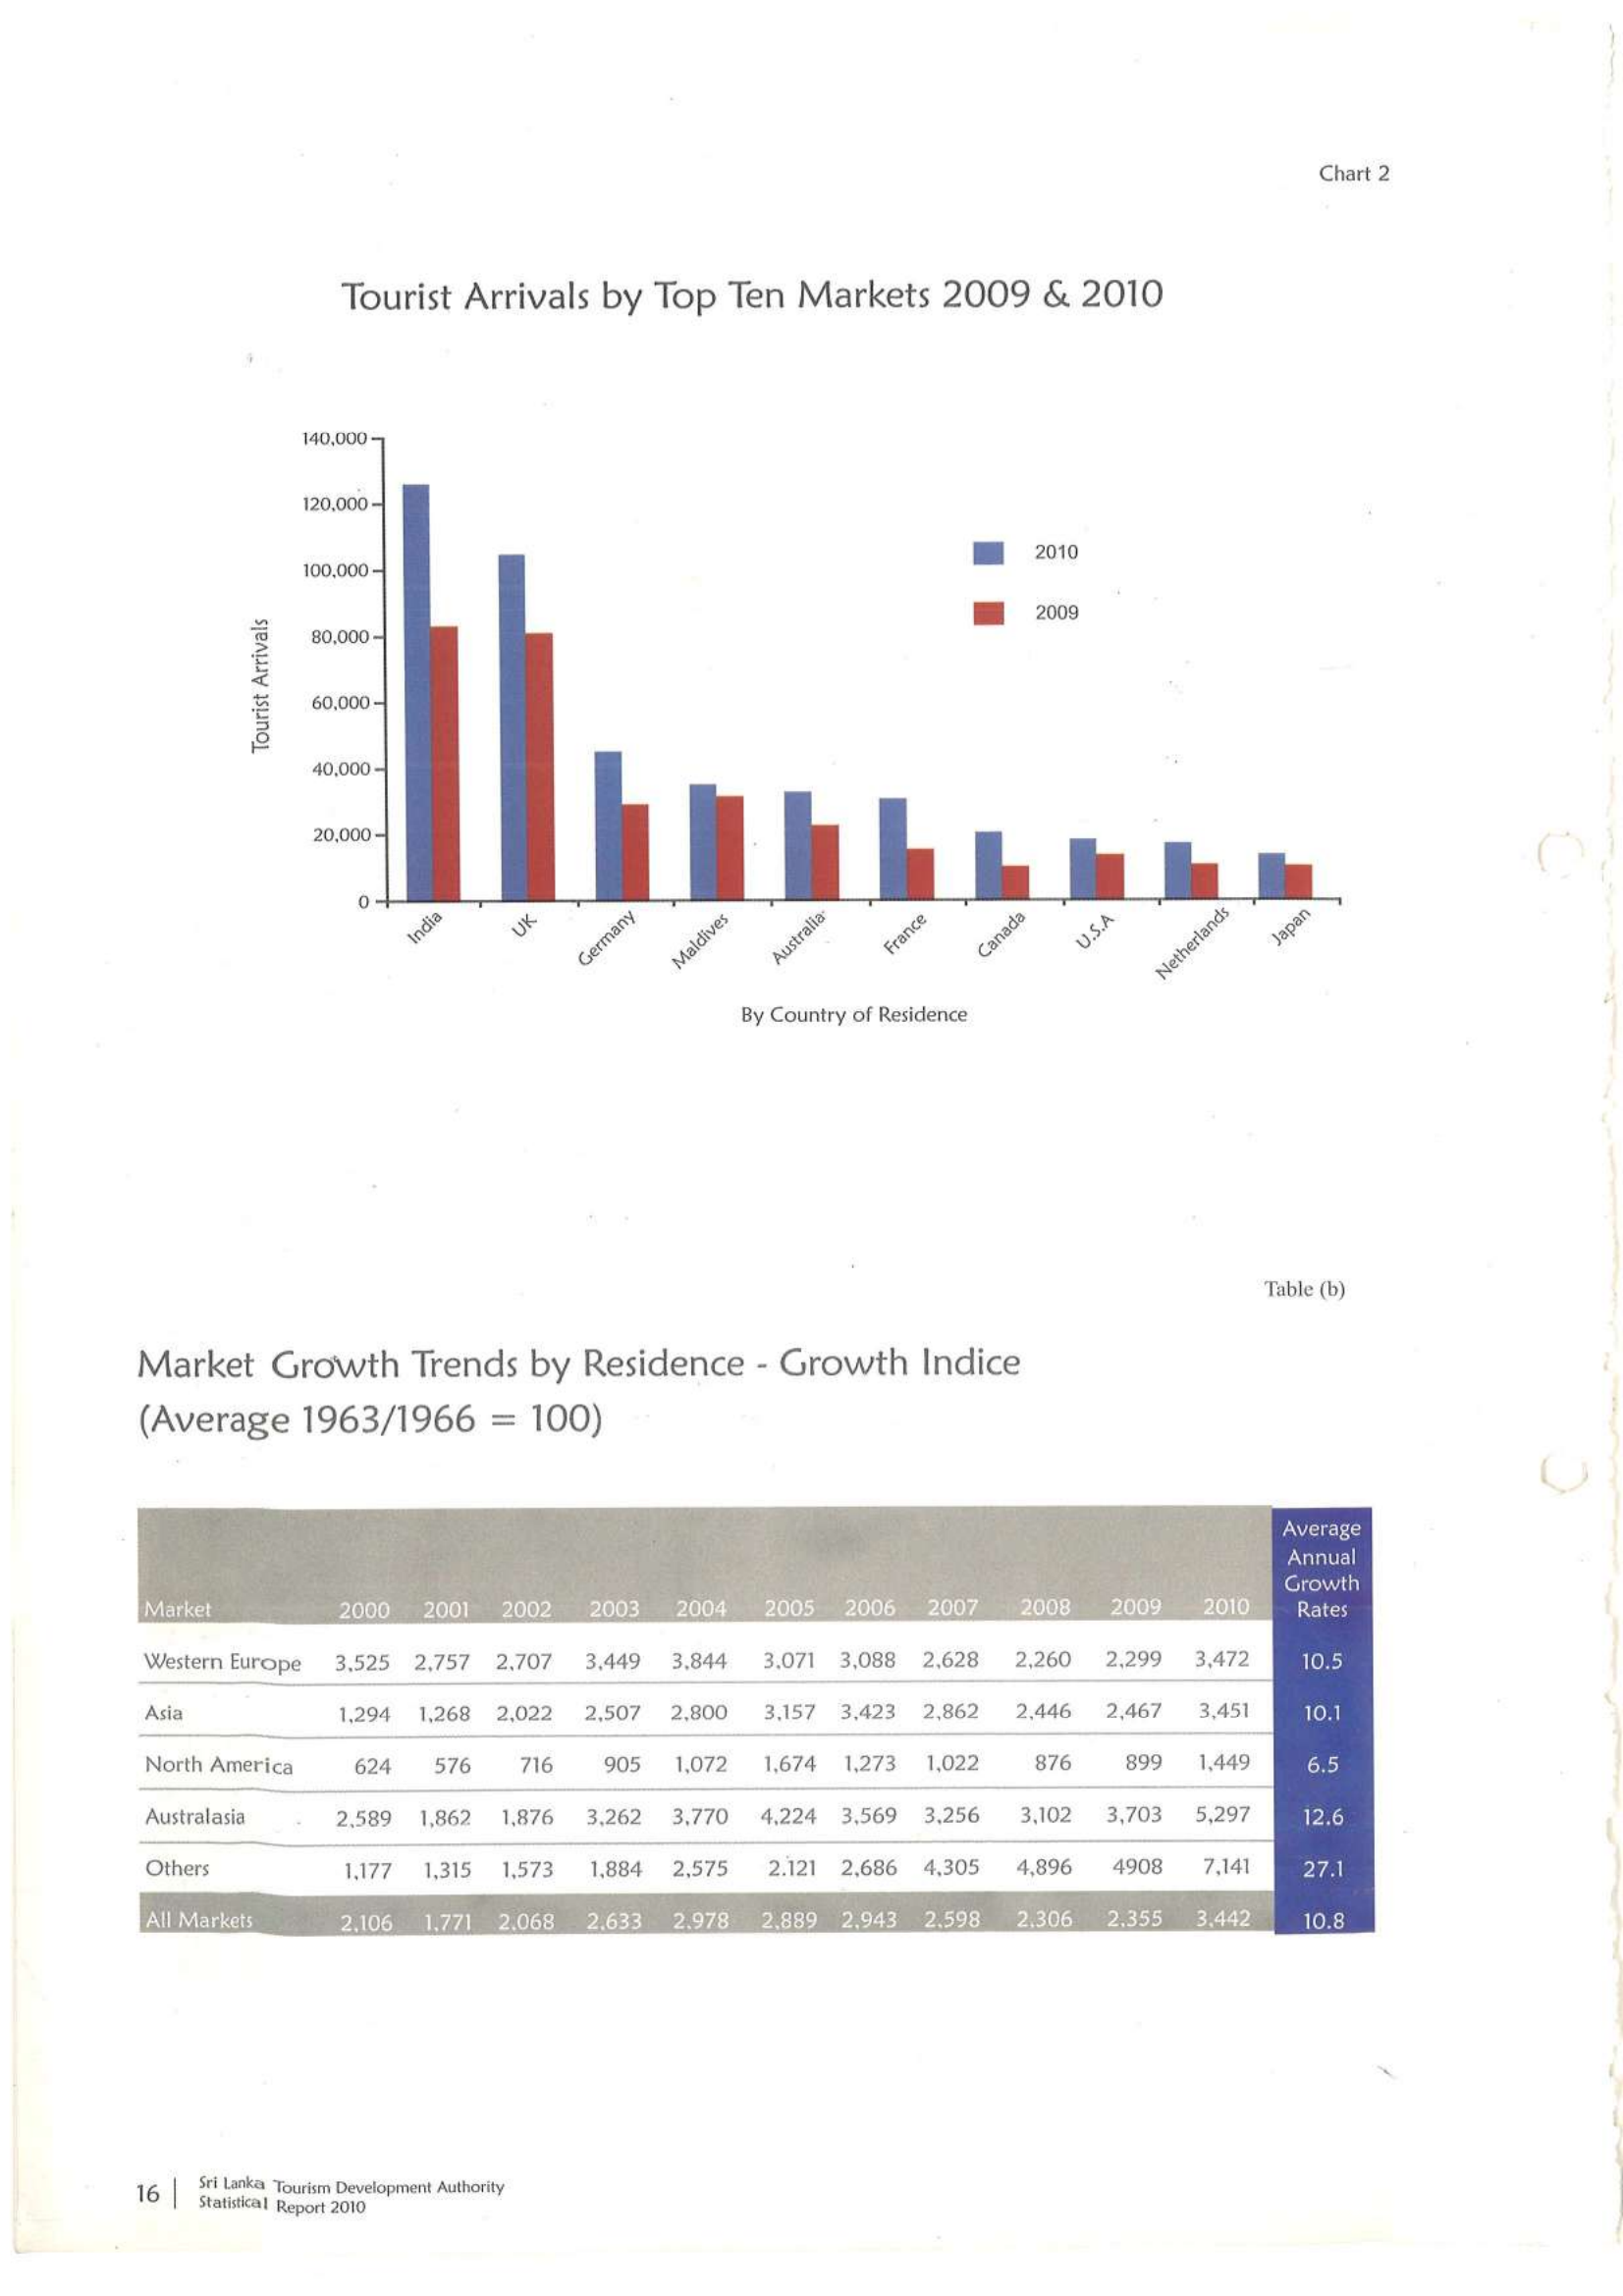 Chart 2
Tourist Arrivals by Top Ten Markets 2009 & 2010
140,000
120,000
100,000
80,000
60,000
40,000
20,000
0
Tourist Arrivals
2010
2009
India UK Germany Maldives Australia France Canada U.S.A Netherlands Japan
By Country of Residence
Table (b)
Market Growth Trends by Residence - Growth Indice
(Average 1963/1966 = 100)
Market 2000 2001 2002 2003 2004 2005 2006 2007 2008 2009 2010 Average Annual Growth Rates
Western Europe 3,525 2,757 2,707 3,449 3,844 3,071 3,088 2,628 2,260 2,299 3,472 10.5
Asia 1,294 1,268 2,022 2,507 2,800 3,157 3,423 2,862 2,446 2,467 3,451 10.1
North America 624 576 716 905 1,072 1,674 1,273 1,022 876 899 1,449 6.5
Australasia 2,589 1,862 1,876 3,262 3,770 4,224 3,569 3,256 3,102 3,703 5,297 12.6
Others 1,177 1,315 1,573 1,884 2,575 2.121 2,686 4,305 4,896 4908 7,141 27.1
All Markets 2,106 1,771 2,068 2,633 2,978 2,889 2,943 2,598 2,306 2,355 3,442 10.8
16 | Sri Lanka Tourism Development Authority
Statistical Report 2010